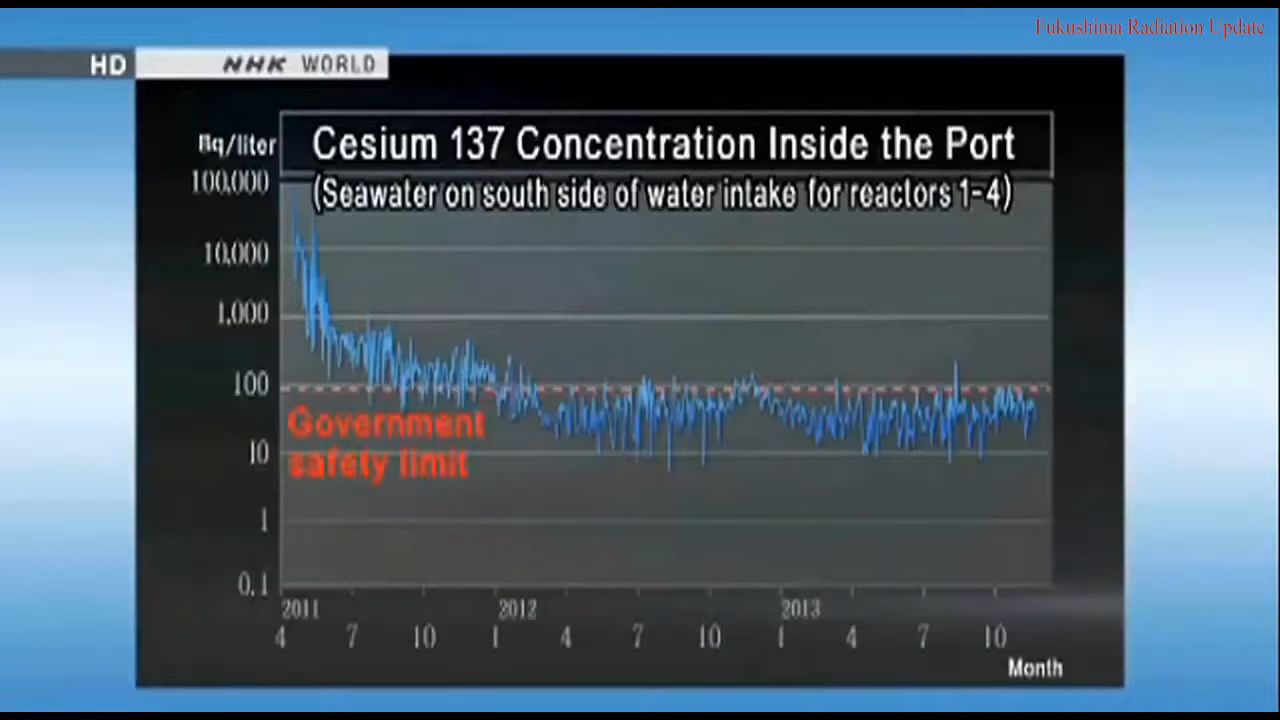 Fukushima Radiation Update
HD
NHK WORLD
Bq/liter
Cesium 137 Concentration Inside the Port
(Seawater on south side of water intake for reactors 1-4)
100,000
10,000
1,000
100
Government
safety limit
10
1
0.1
2011 2012 2013
4 7 10 1 4 7 10 1 4 7 10
Month